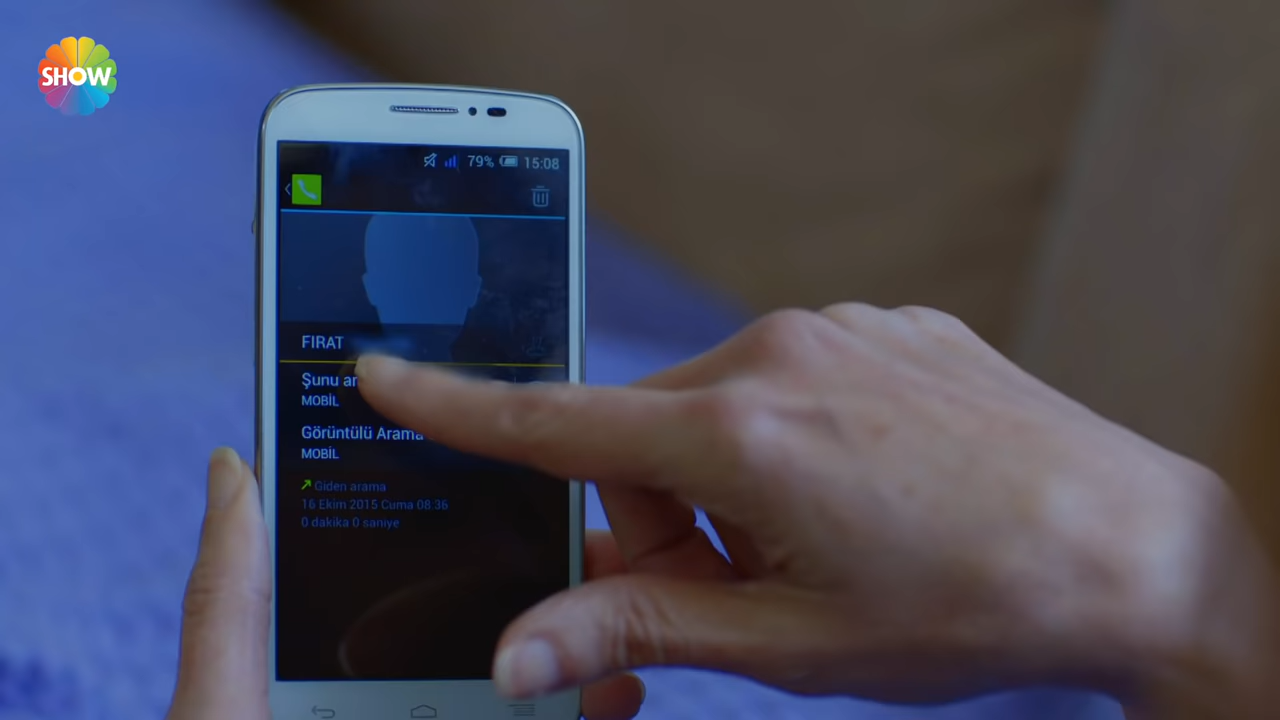 SHOW
79% 15:08
FIRAT
Şunu
MOBİL
Görüntülü Arama
MOBİL
Giden arama
16 Ekim 2015 Cuma 08:36
0 dakika 0 saniye